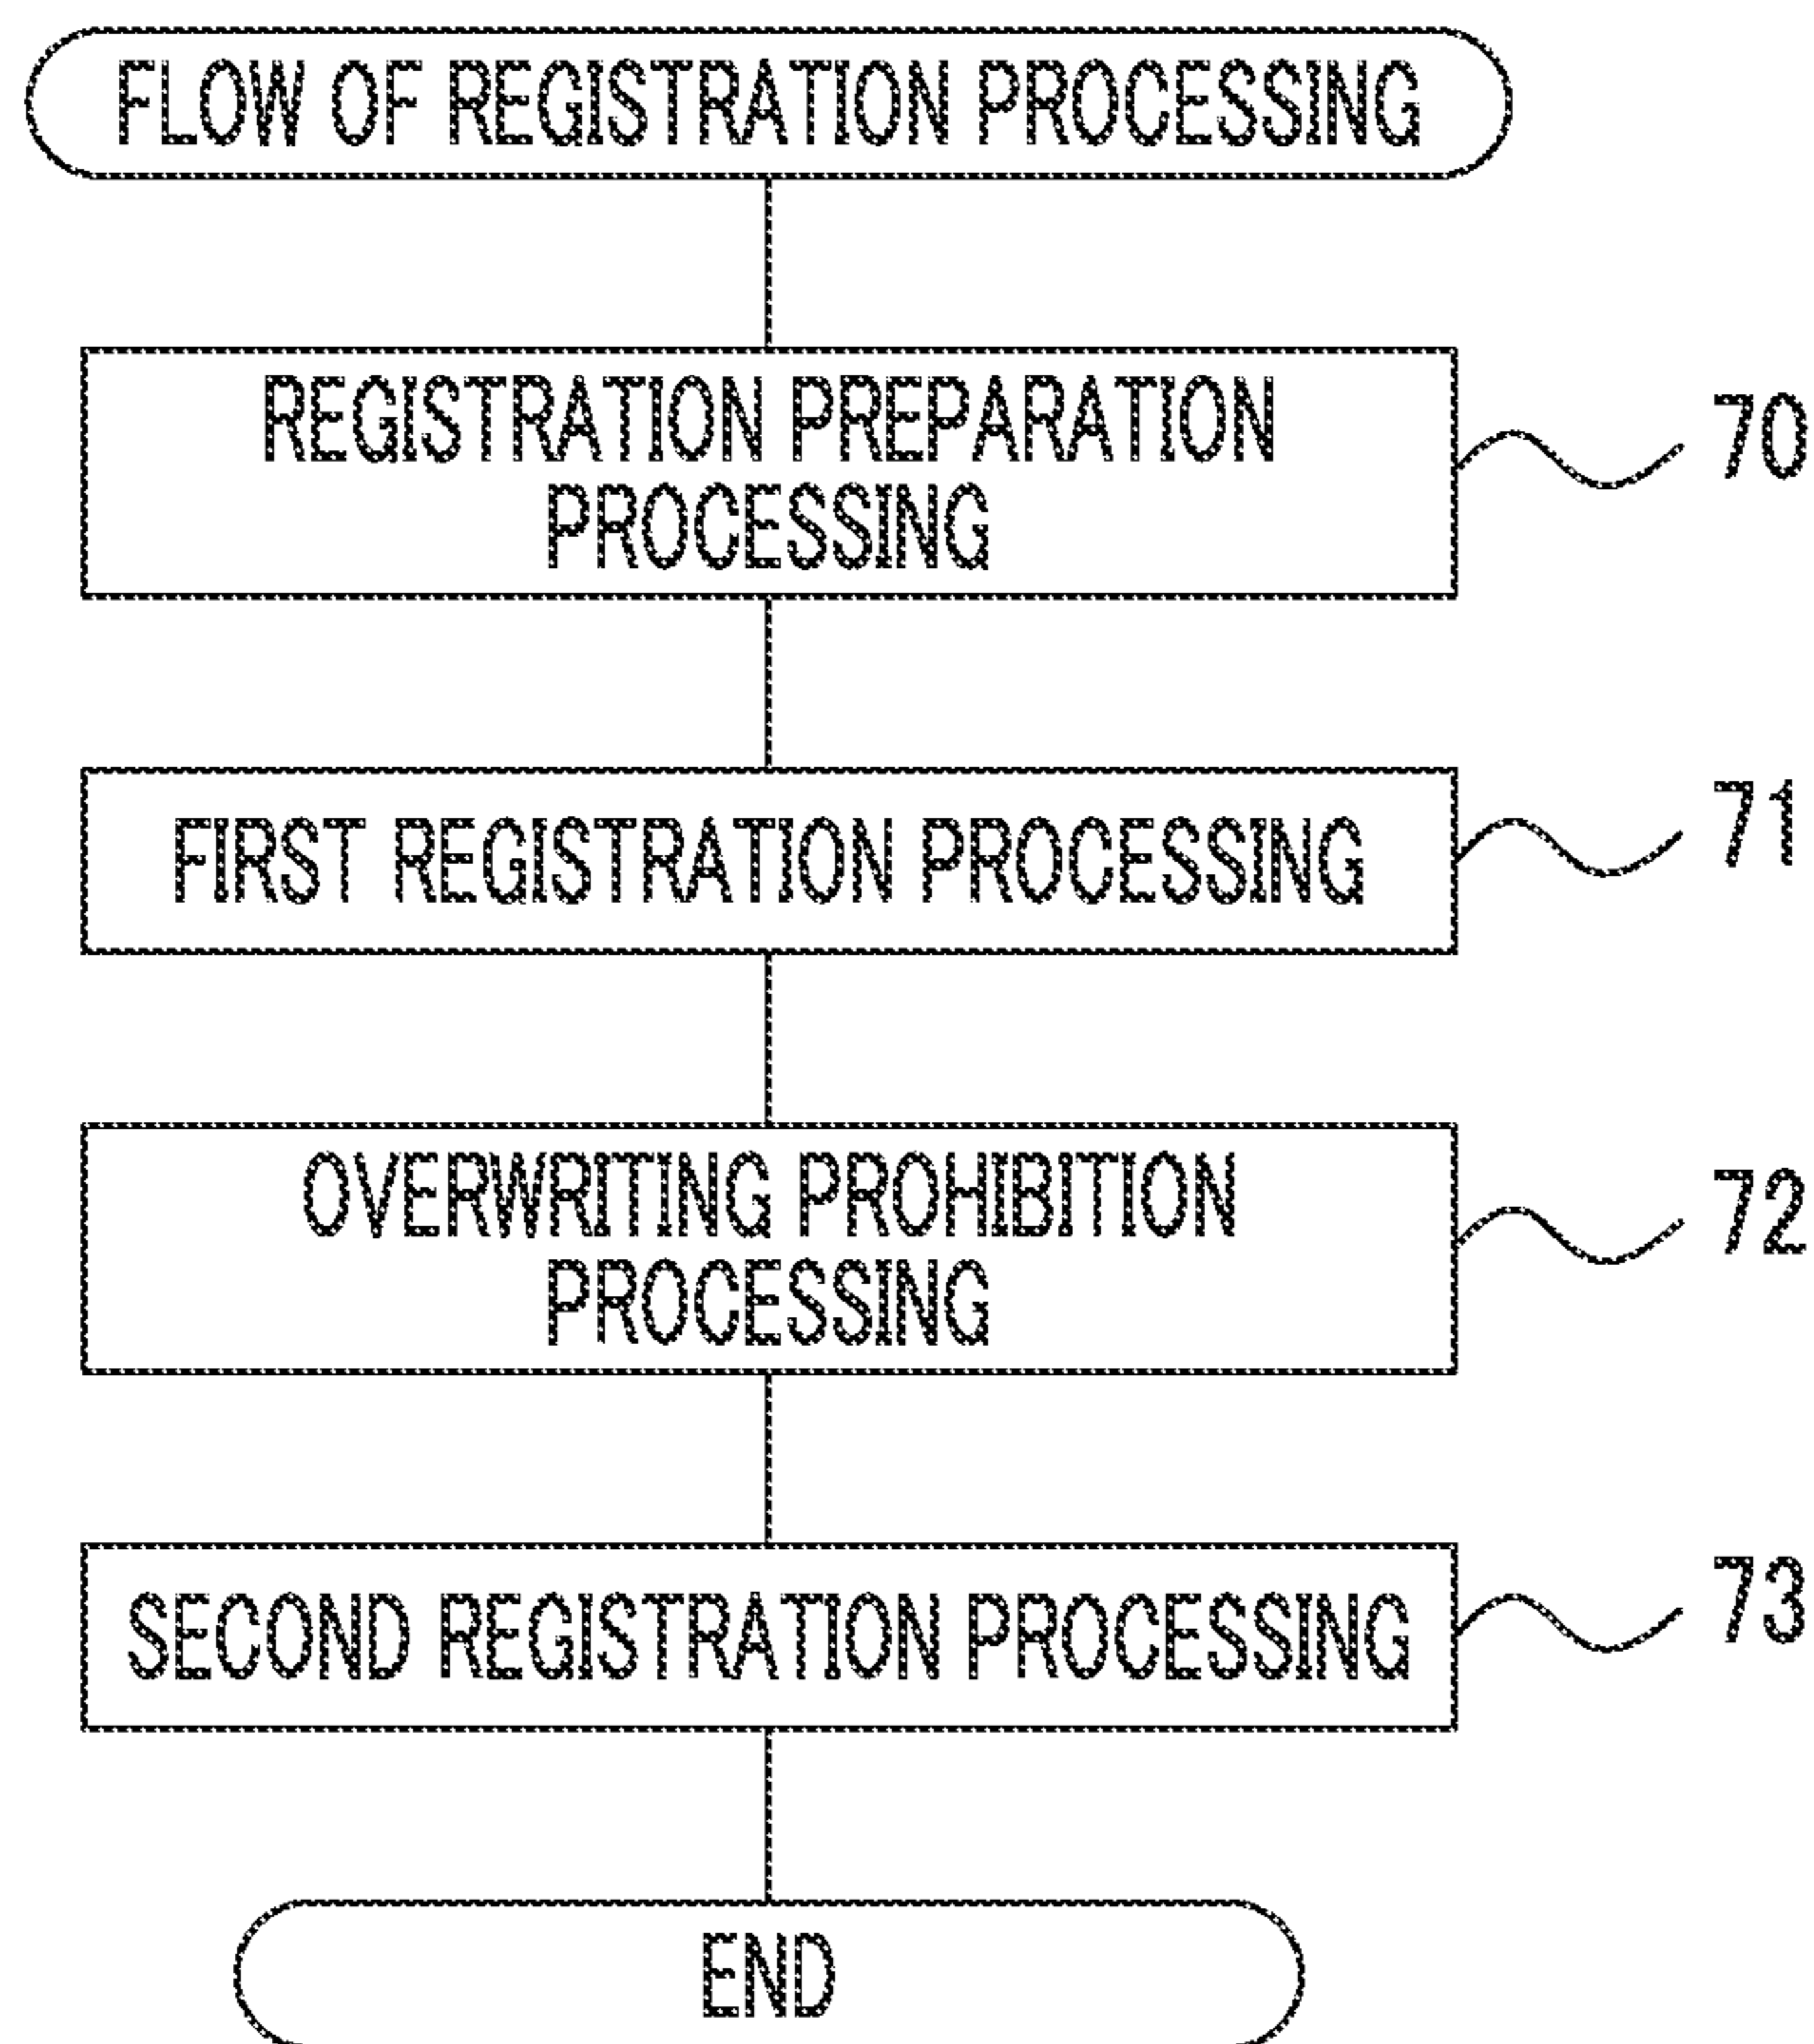 FLOW OF REGISTRATION PROCESSING
REGISTRATION PREPARATION
PROCESSING
70
FIRST REGISTRATION PROCESSING
71
OVERWRITING PROHIBITION
PROCESSING
72
SECOND REGISTRATION PROCESSING
73
END